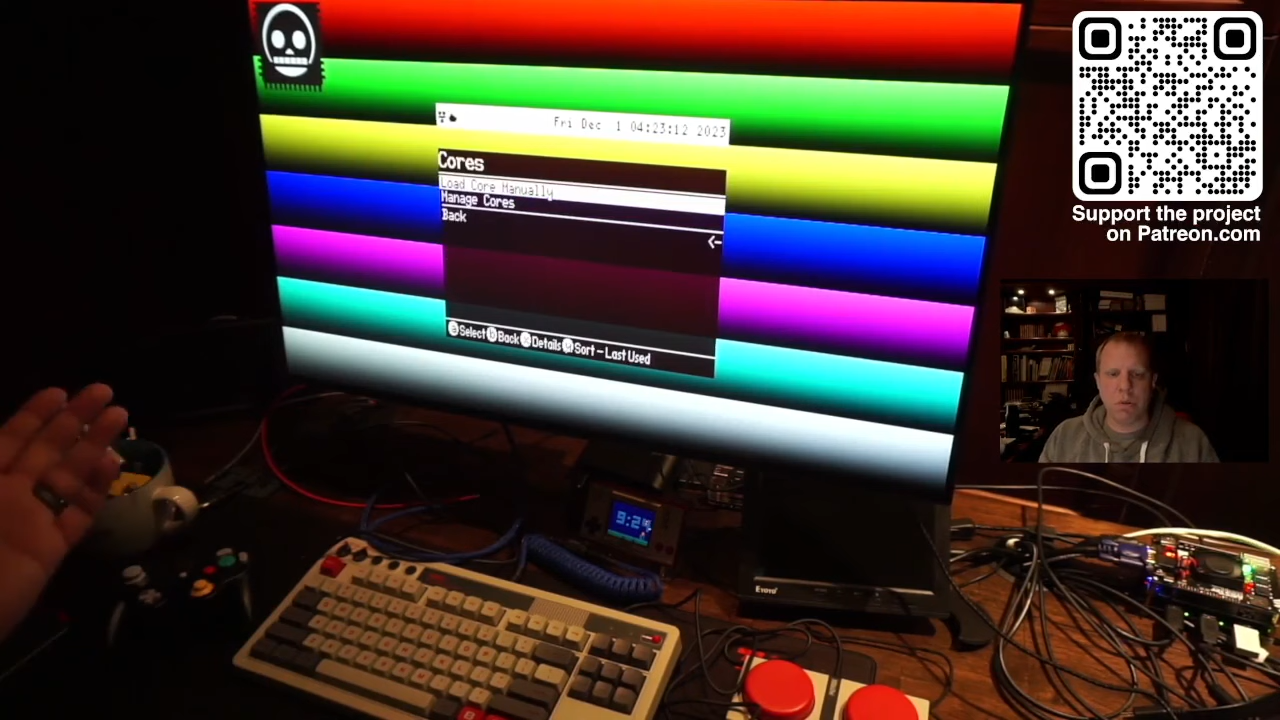 Fri Dec 1 04:23:12 2023
Cores
Load Core Manually
Manage Cores
Back
<-
a Select b Back x Details y Sort - Last Used
Support the project
on Patreon.com